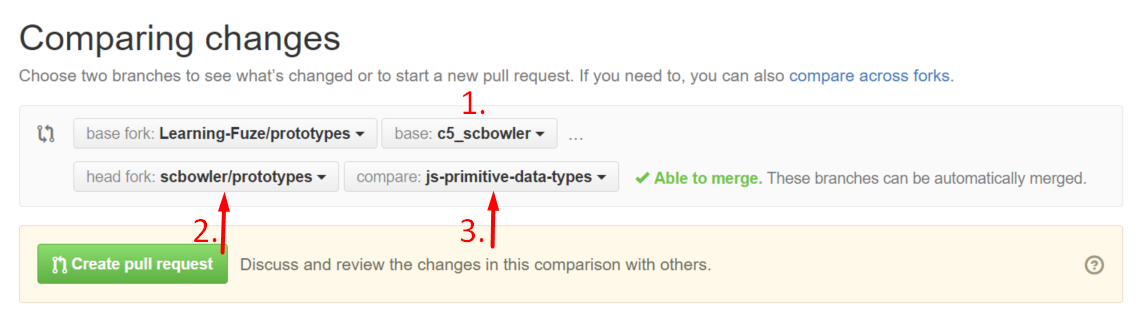 Comparing changes
Choose two branches to see what's changed or to start a new pull request. If you need to, you can also compare across forks.
1.
base fork: Learning-Fuze/prototypes base: c5_scbowler ...
head fork: scbowler/prototypes compare: js-primitive-data-types Able to merge. These branches can be automatically merged.
2. 3.
Create pull request Discuss and review the changes in this comparison with others. ?